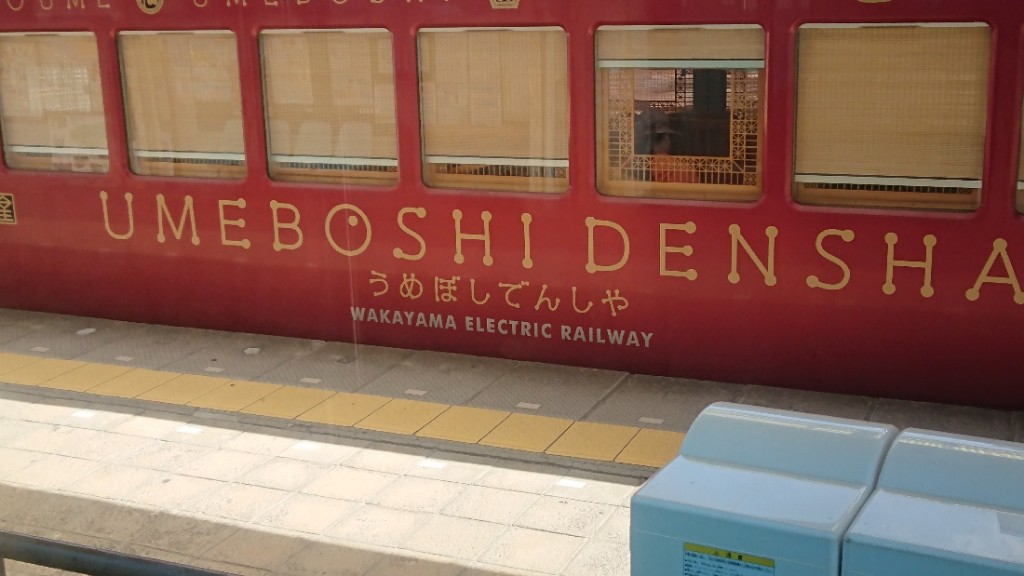 UMEBOSHI DENSHA
うめぼしでんしゃ
WAKAYAMA ELECTRIC RAILWAY